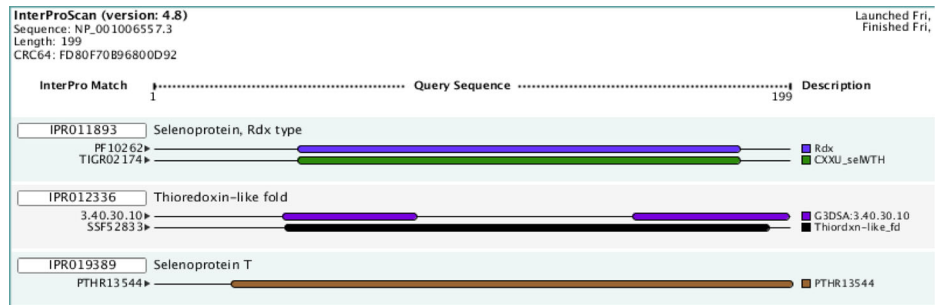 InterProScan (version: 4.8)
Sequence: NP_001006557.3
Length: 199
CRC64: FD80F70B96800D92
Launched Fri,
Finished Fri,
InterPro Match Query Sequence Description
1 199
IPR011893 Selenoprotein, Rdx type
PF10262 Rdx
TIGR02174 CXXU_selWTH
IPR012336 Thioredoxin-like fold
3.40.30.10 G3DSA:3.40.30.10
SSF52833 Thiordxn-like_fd
IPR019389 Selenoprotein T
PTHR13544 PTHR13544